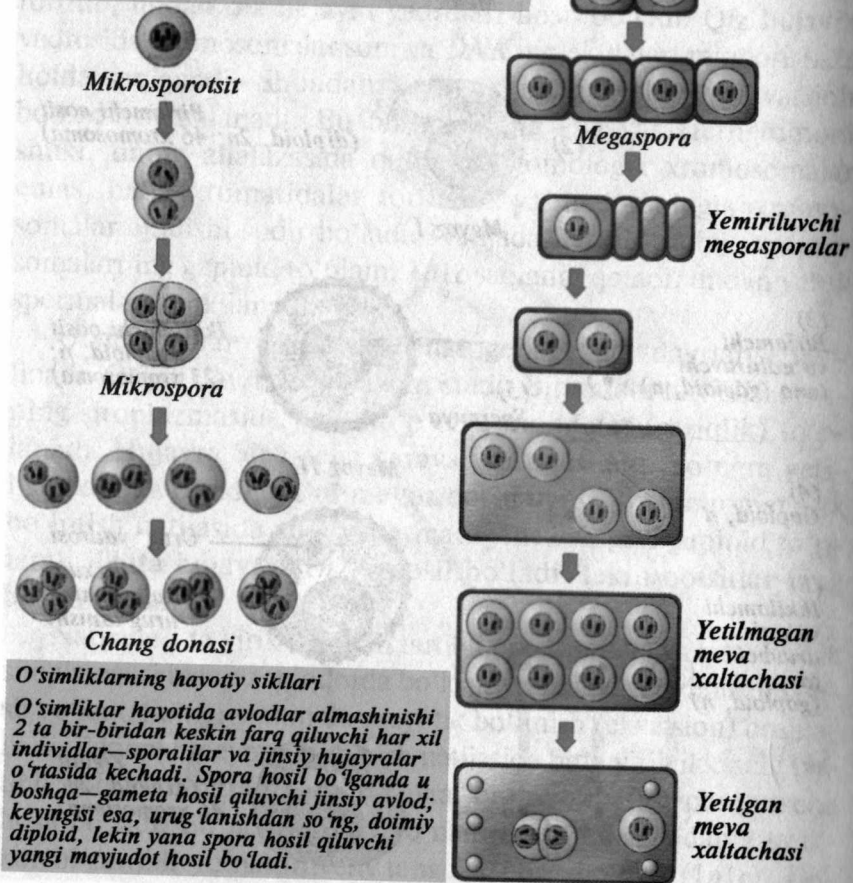 Mikrosporotsit
Mikrospora
Chang donasi
O‘simliklarning hayotiy sikllari
O‘simliklar hayotida avlodlar almashinishi
2 ta bir-biridan keskin farq qiluvchi har xil
individlar—sporalilar va jinsiy hujayralar
o‘rtasida kechadi. Spora hosil bo‘lganda u
boshqa—gameta hosil qiluvchi jinsiy avlod;
keyingisi esa, urug‘lanishdan so‘ng, doimiy
diploid, lekin yana spora hosil qiluvchi
yangi mavjudot hosil bo‘ladi.
Megaspora
Yemiriluvchi
megasporalar
Yetilmagan
meva
xaltachasi
Yetilgan
meva
xaltachasi